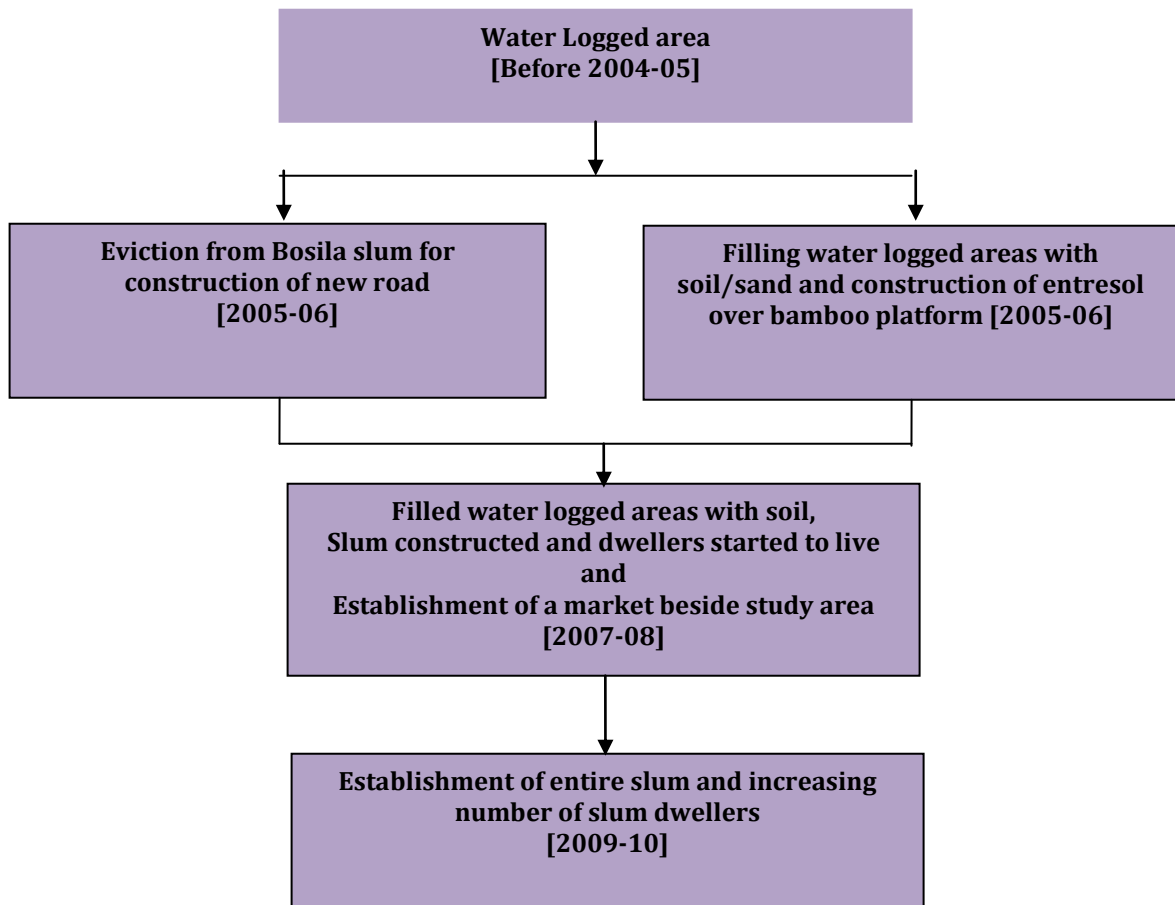 Water Logged area
[Before 2004-05]
Eviction from Bosila slum for
construction of new road
[2005-06]
Filling water logged areas with
soil/sand and construction of entresol
over bamboo platform [2005-06]
Filled water logged areas with soil,
Slum constructed and dwellers started to live
and
Establishment of a market beside study area
[2007-08]
Establishment of entire slum and increasing
number of slum dwellers
[2009-10]